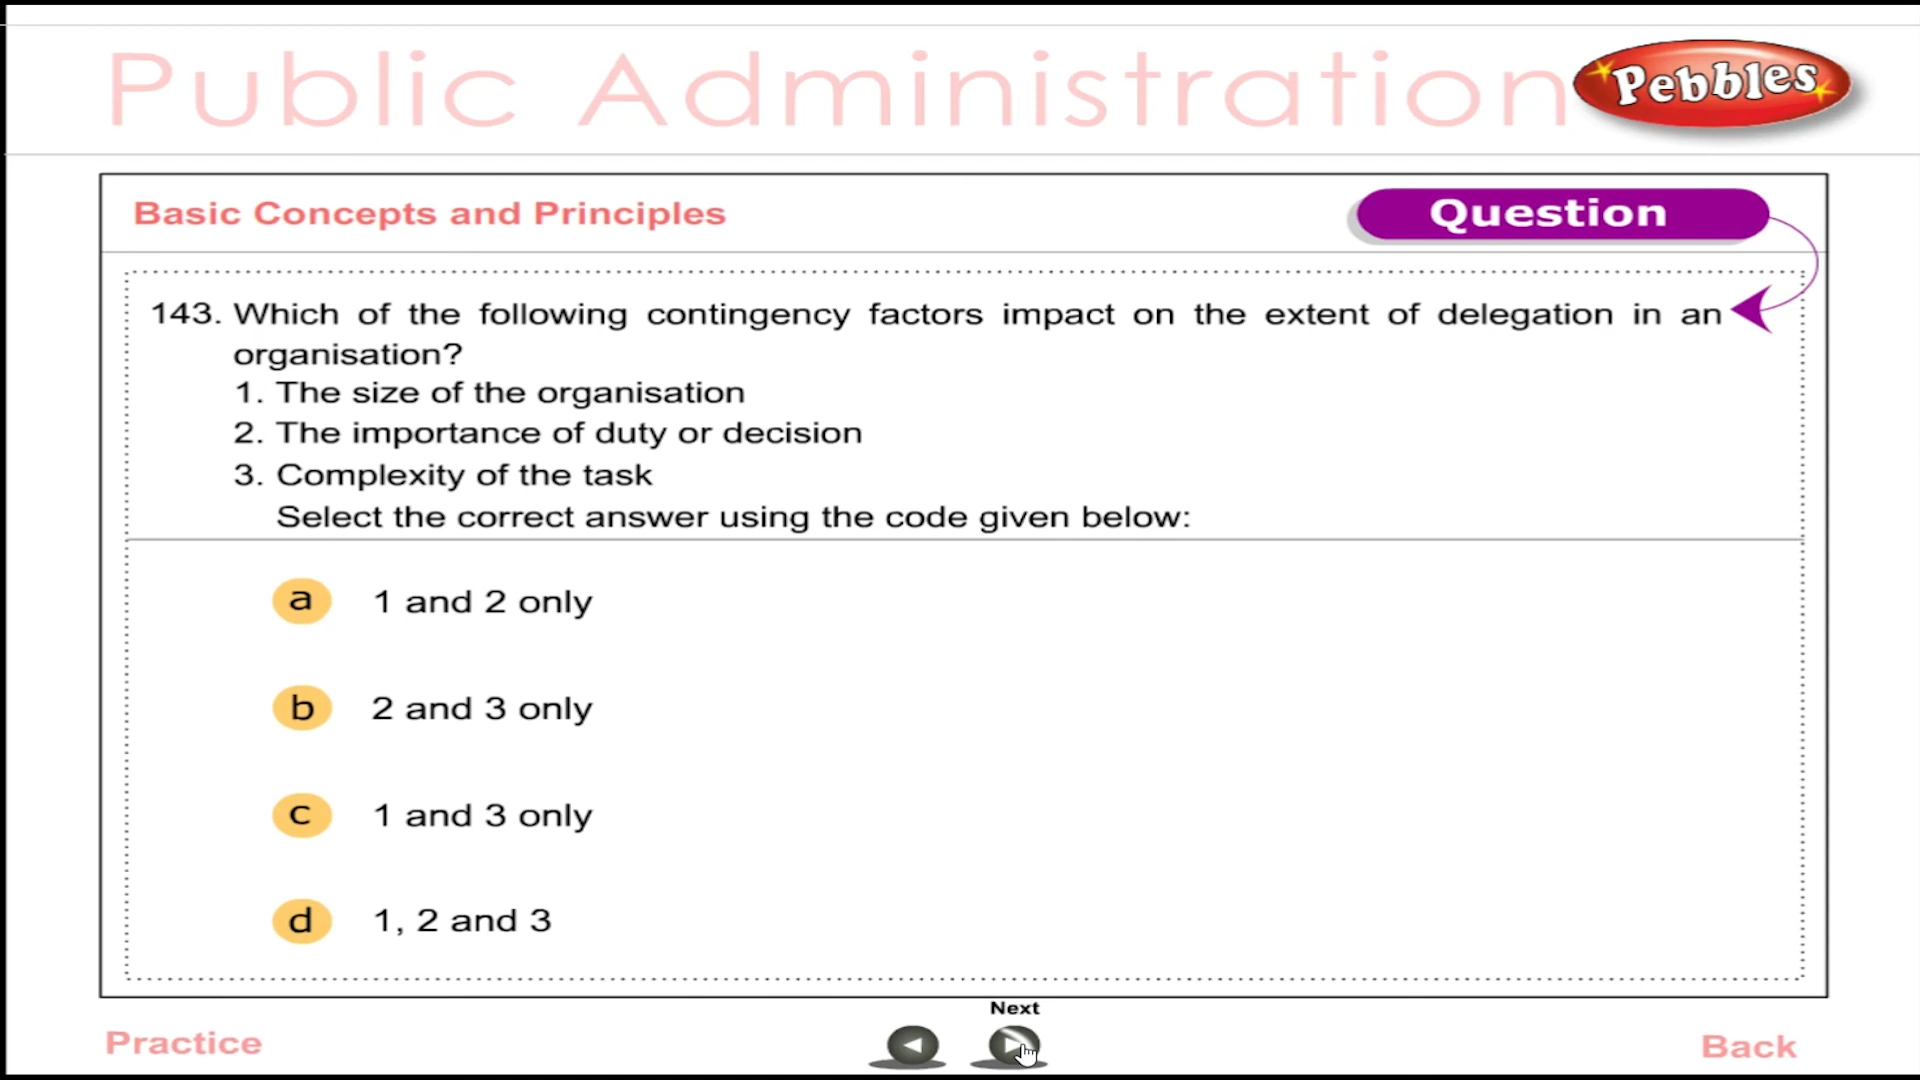 Public Administration
Pebbles
Basic Concepts and Principles
Question
143. Which of the following contingency factors impact on the extent of delegation in an
organisation?
1. The size of the organisation
2. The importance of duty or decision
3. Complexity of the task
Select the correct answer using the code given below:
a 1 and 2 only
b 2 and 3 only
c 1 and 3 only
d 1, 2 and 3
Next
Practice
Back